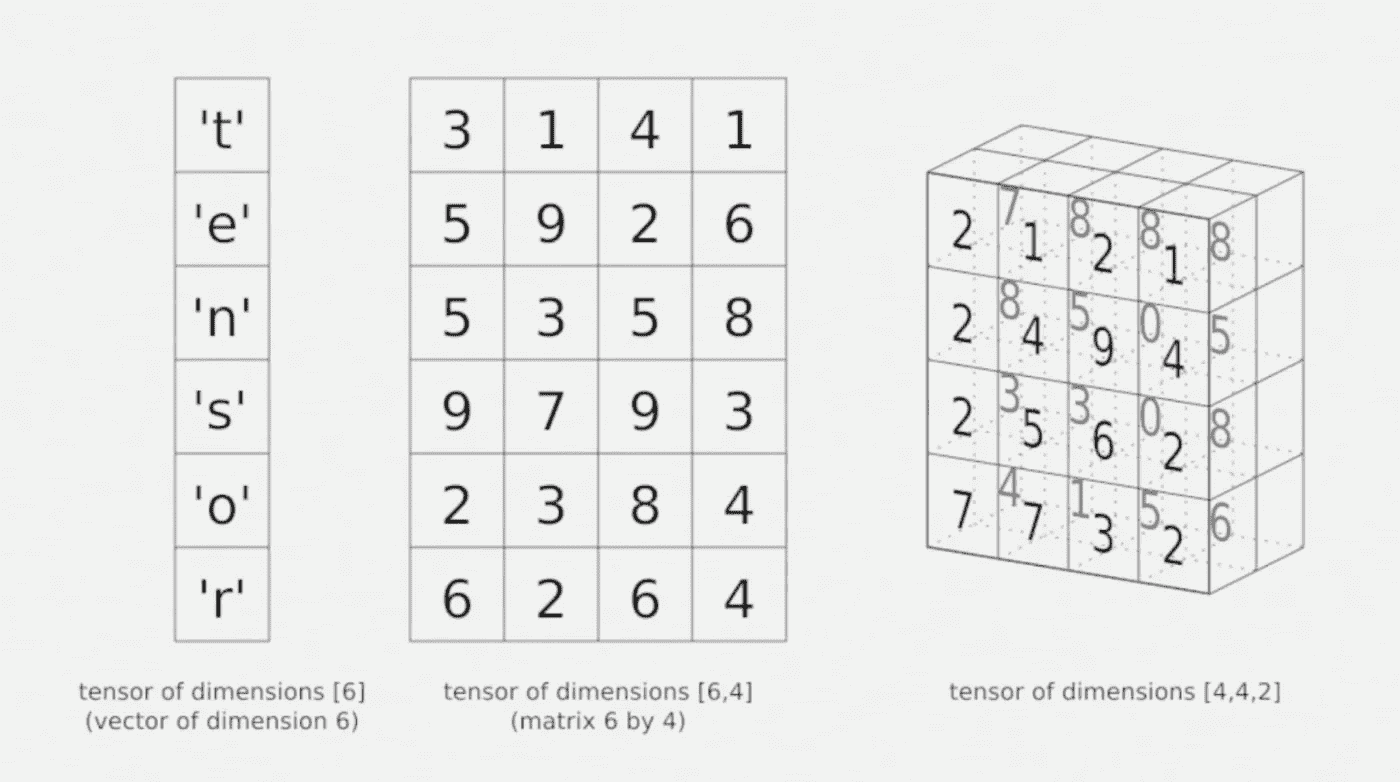 't'
'e'
'n'
's'
'o'
'r'
tensor of dimensions [6]
(vector of dimension 6)
3 1 4 1
5 9 2 6
5 3 5 8
9 7 9 3
2 3 8 4
6 2 6 4
tensor of dimensions [6,4]
(matrix 6 by 4)
2 7 1 8 2 8 1 8
2 8 4 5 9 0 4 5
2 3 5 3 6 0 2 8
7 4 7 1 3 5 2 6
tensor of dimensions [4,4,2]